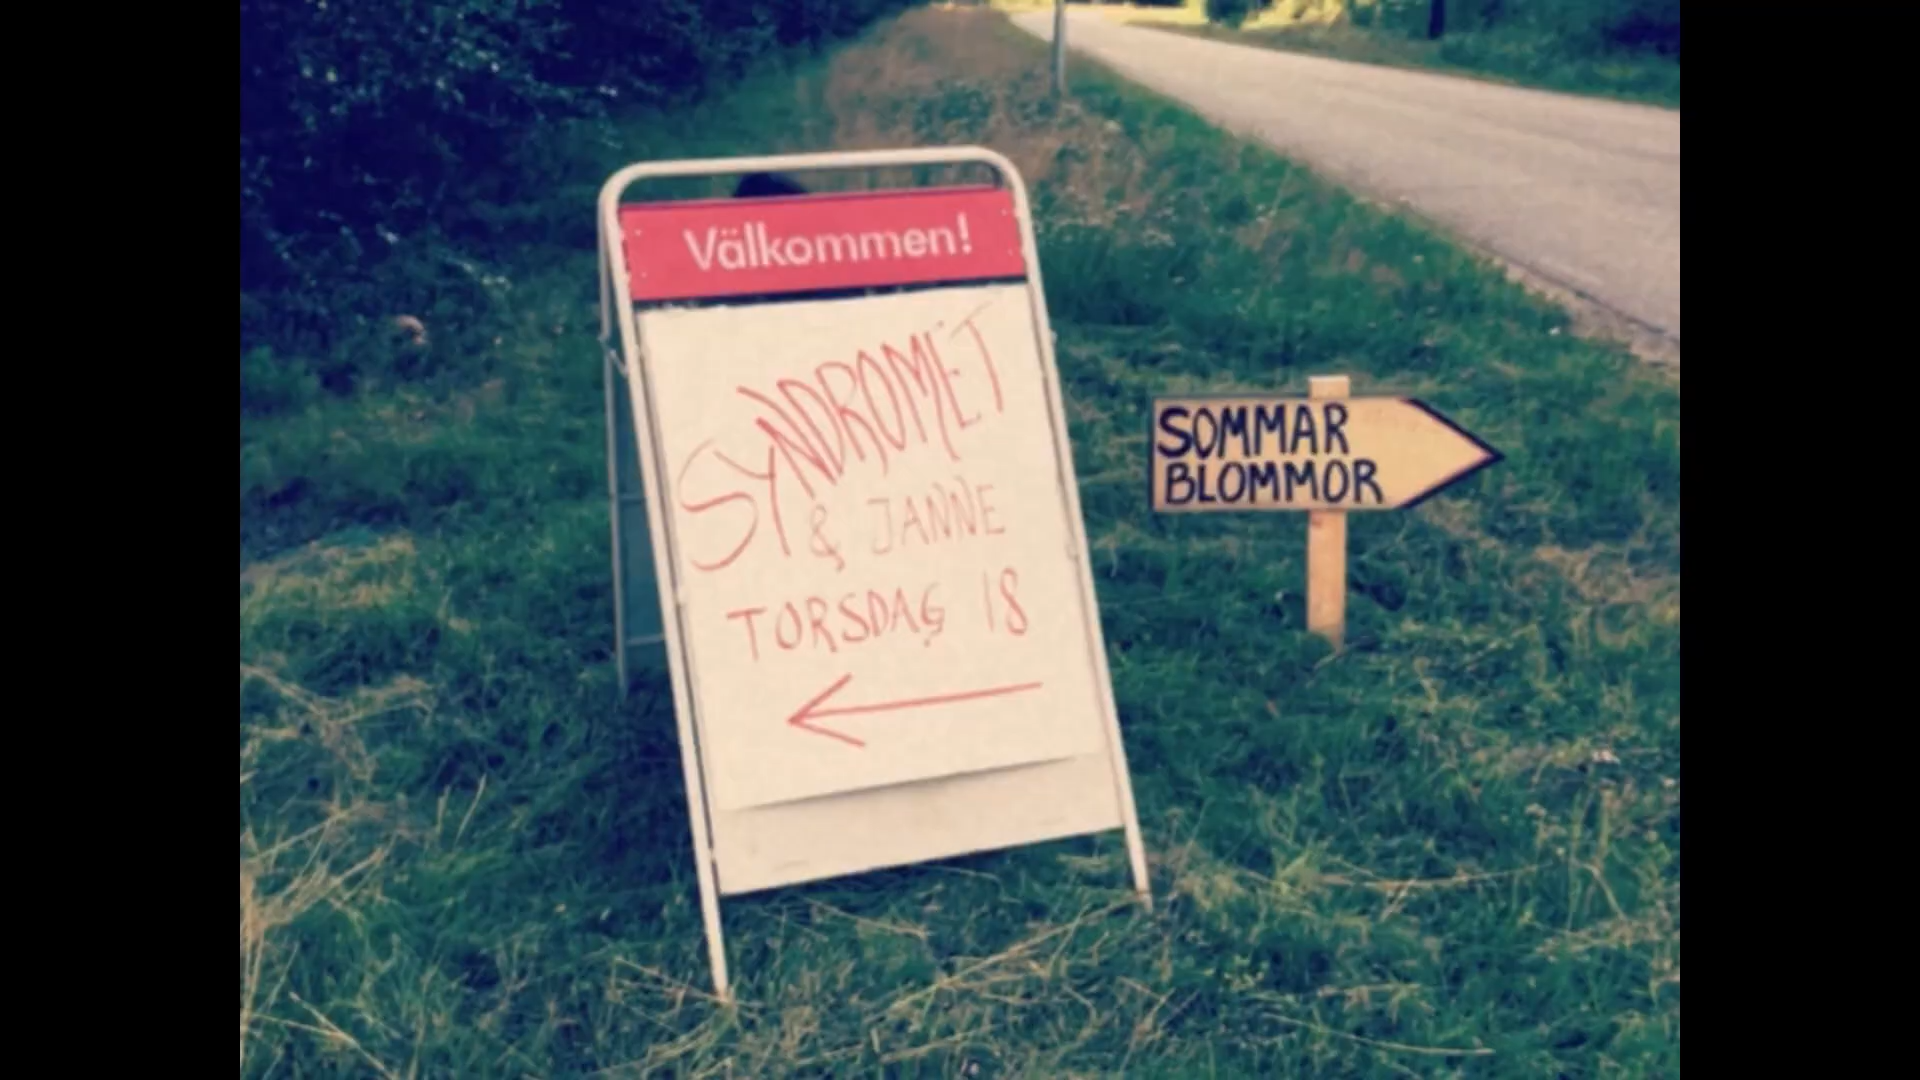 Välkommen!
SYNDROMET
& JANNE
TORSDAG 18
SOMMAR
BLOMMOR